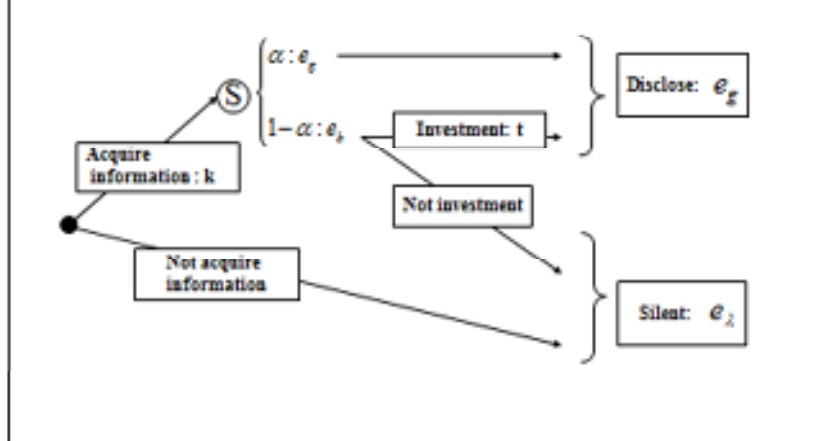 α : e_g
S
Disclose: e_g
1-α : e_b
Investment: t
Acquire
information : k
Not investment
Not acquire
information
Silent: e_λ